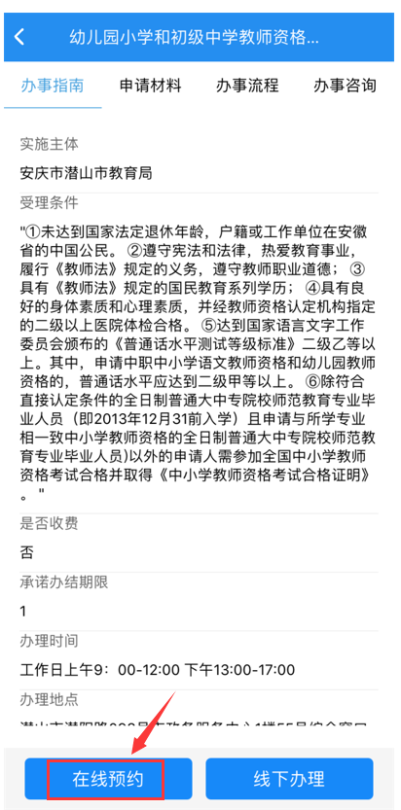 幼儿园小学和初级中学教师资格...
办事指南 申请材料 办事流程 办事咨询
实施主体
安庆市潜山市教育局
受理条件
"①未达到国家法定退休年龄，户籍或工作单位在安徽
省的中国公民。 ②遵守宪法和法律，热爱教育事业，
履行《教师法》规定的义务，遵守教师职业道德； ③
具有《教师法》规定的国民教育系列学历； ④具有良
好的身体素质和心理素质，并经教师资格认定机构指定
的二级以上医院体检合格。 ⑤达到国家语言文字工作
委员会颁布的《普通话水平测试等级标准》二级乙等以
上。其中，申请中职中小学语文教师资格和幼儿园教师
资格的，普通话水平应达到二级甲等以上。 ⑥除符合
直接认定条件的全日制普通大中专院校师范教育专业毕
业人员（即2013年12月31前入学）且申请与所学专业
相一致中小学教师资格的全日制普通大中专院校师范教
育专业毕业人员)以外的申请人需参加全国中小学教师
资格考试合格并取得《中小学教师资格考试合格证明》
。 "
是否收费
否
承诺办结期限
1
办理时间
工作日上午9：00-12:00 下午13:00-17:00
办理地点
在线预约 线下办理